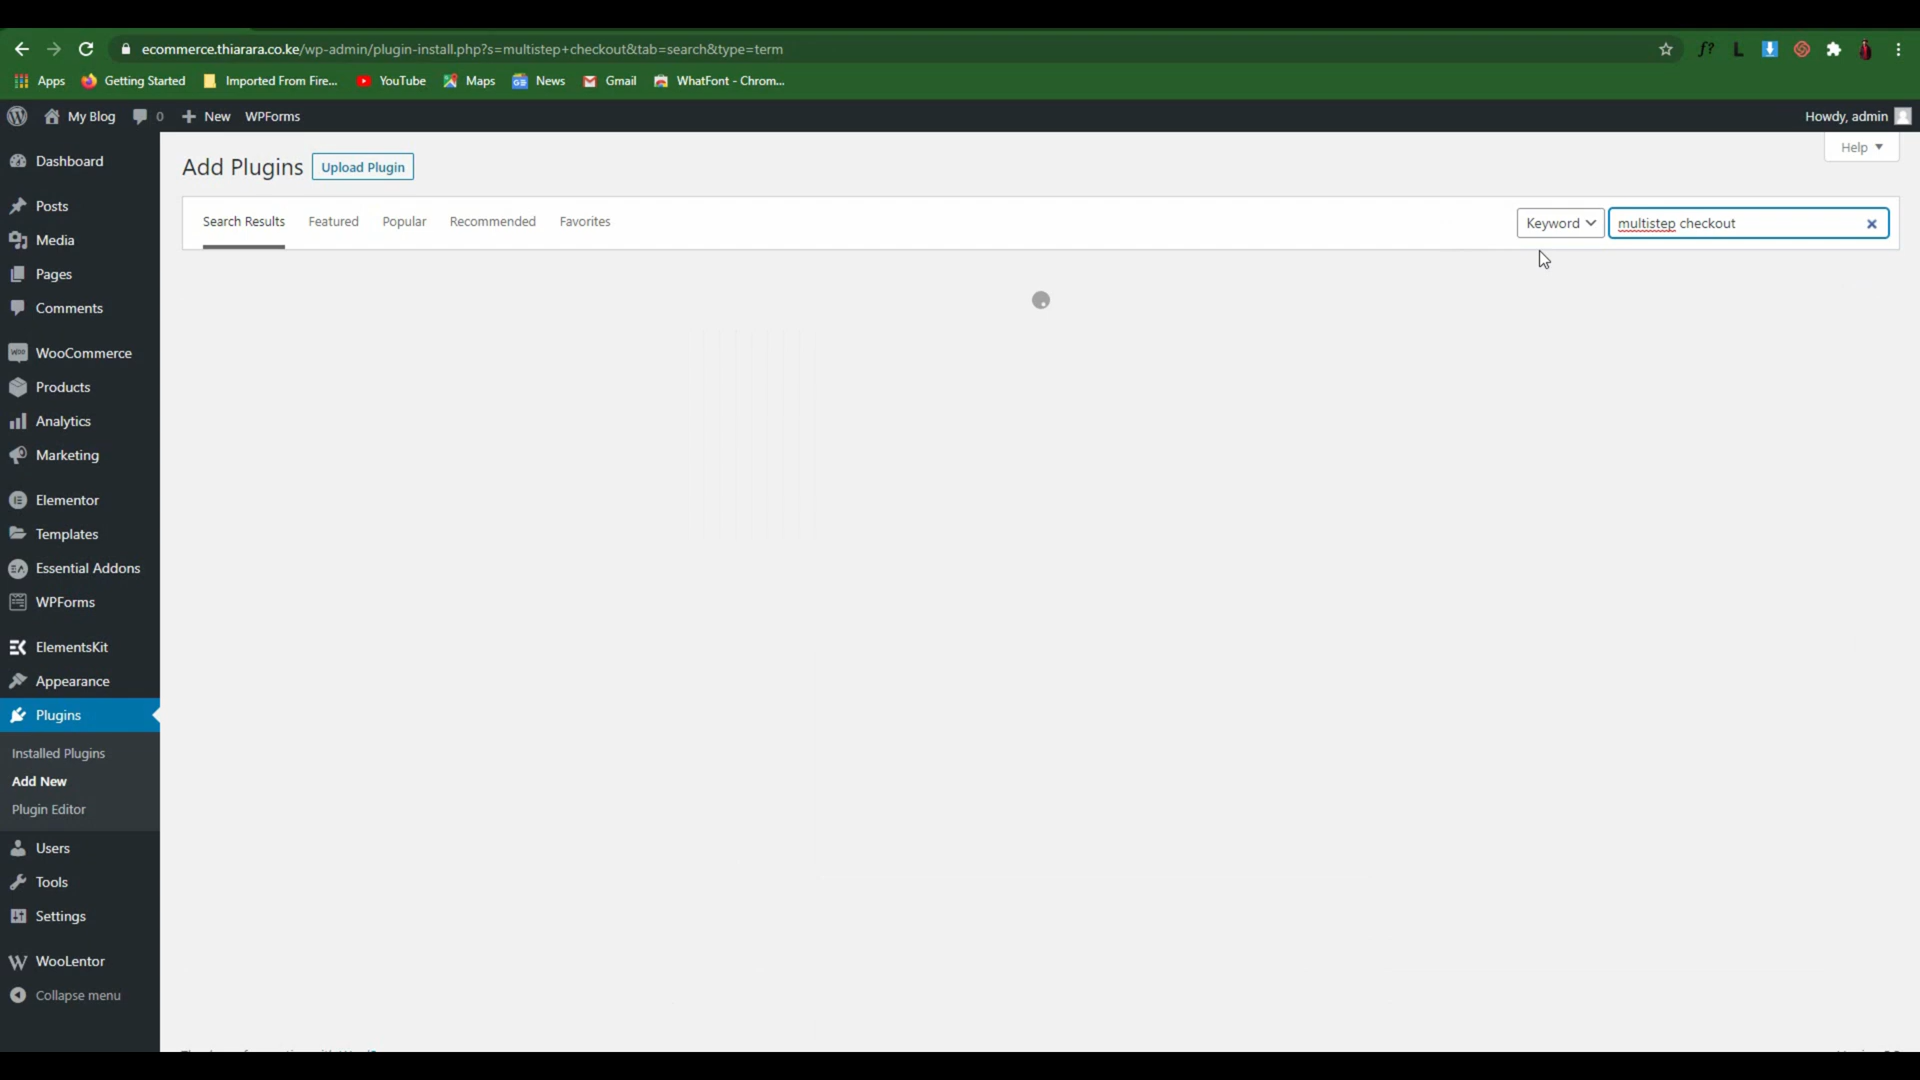 ecommerce.thiarara.co.ke/wp-admin/plugin-install.php?s=multistep+checkout&tab=search&type=term
f?
L
Apps
Getting Started
Imported From Fire...
YouTube
Maps
News
Gmail
WhatFont - Chrom...
My Blog
0
New
WPForms
Howdy, admin
Dashboard
Add Plugins
Upload Plugin
Help
Posts
Media
Pages
Comments
Search Results
Featured
Popular
Recommended
Favorites
Keyword
multistep checkout
WooCommerce
Products
Analytics
Marketing
Elementor
Templates
Essential Addons
WPForms
ElementsKit
Appearance
Plugins
Installed Plugins
Add New
Plugin Editor
Users
Tools
Settings
WooLentor
Collapse menu